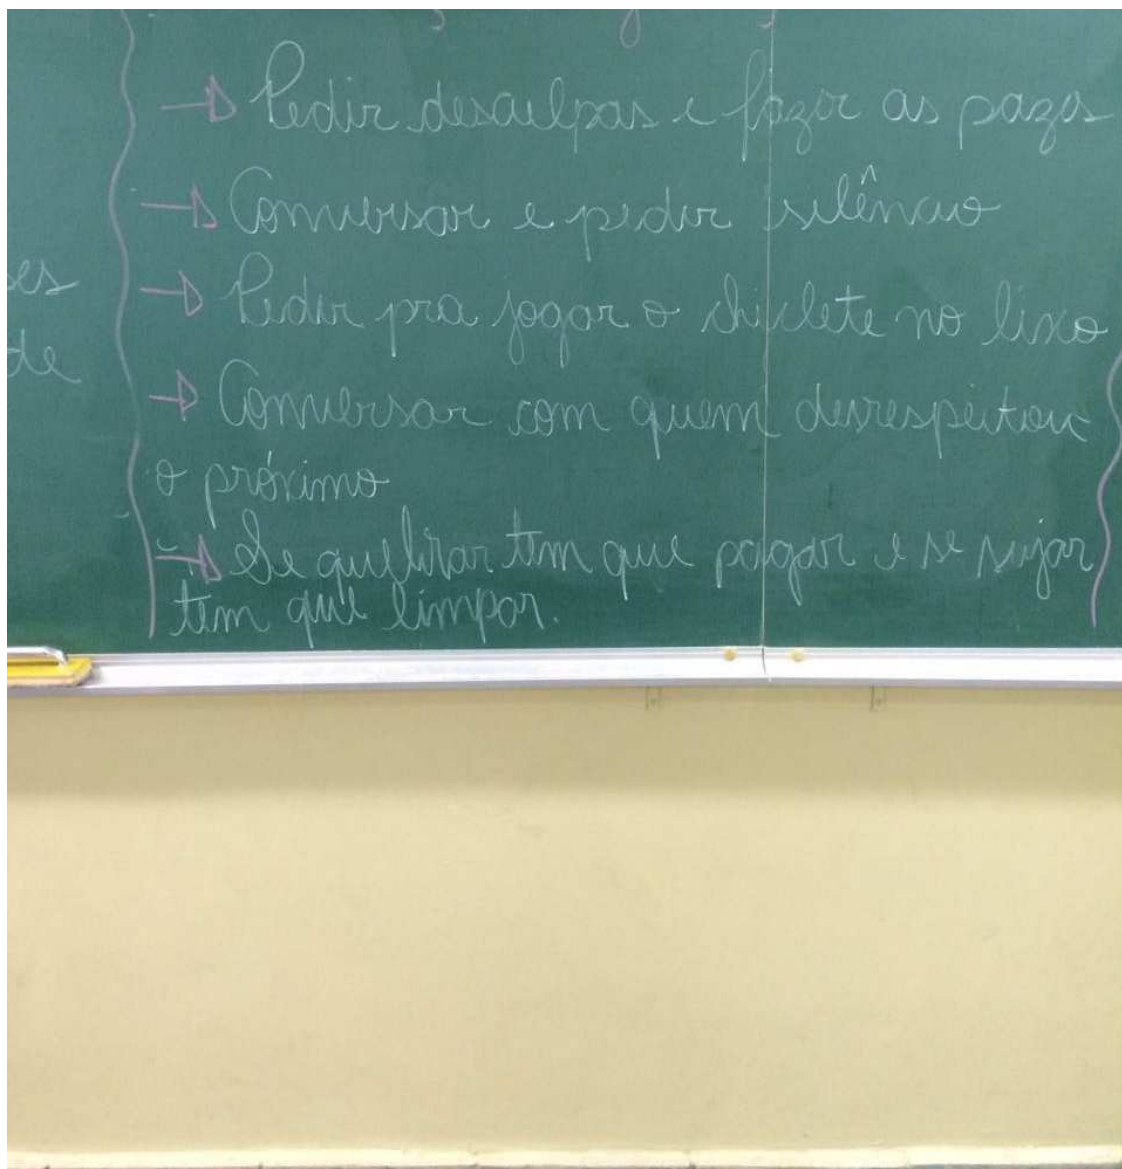 → Pedir desculpas e fazer as pazes
→ Conversar e pedir silêncio
→ Pedir pra jogar o chiclete no lixo
→ Conversar com quem desrespeitou
o próximo
→ Se quebrar tem que pagar e se sujar
tem que limpar.